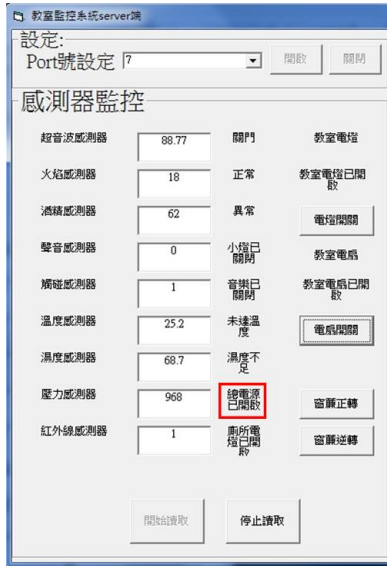 教室監控系統server端
設定:
Port號設定 7 開啟 關閉
感測器監控
超音波感測器 88.77 關門 教室電燈
火焰感測器 18 正常 教室電燈已開
啟
酒精感測器 62 異常 電燈開關
聲音感測器 0 小燈已
關閉 教室電扇
觸碰感測器 1 音樂已
關閉 教室電扇已開
啟
溫度感測器 25.2 未達溫
度 電扇開關
濕度感測器 68.7 濕度不
足
壓力感測器 968 總電源
已開啟 窗簾正轉
紅外線感測器 1 廁所電
燈已開
啟 窗簾逆轉
開始讀取 停止讀取